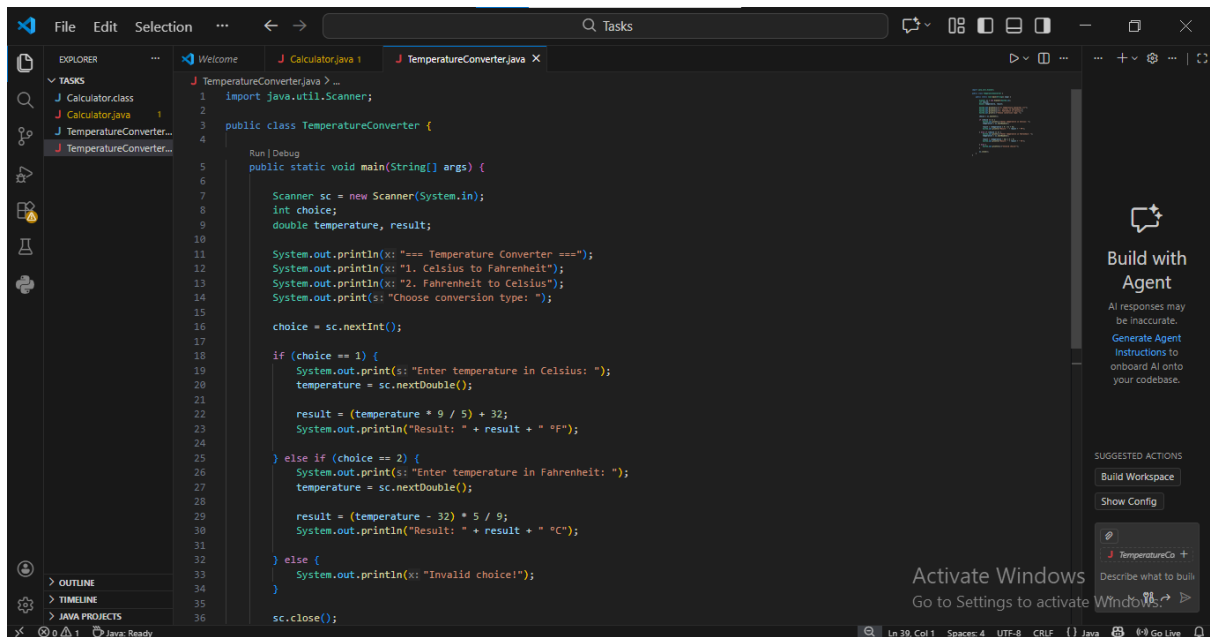 File Edit Selection ... Tasks
EXPLORER ...
TASKS
Calculator.class
Calculator.java 1
TemperatureConverter...
TemperatureConverter...
OUTLINE
TIMELINE
JAVA PROJECTS
Welcome J Calculator.java 1 J TemperatureConverter.java X
J TemperatureConverter.java > ...
1 import java.util.Scanner;
2
3 public class TemperatureConverter {
4
Run | Debug
5 public static void main(String[] args) {
6
7 Scanner sc = new Scanner(System.in);
8 int choice;
9 double temperature, result;
10
11 System.out.println(x: "=== Temperature Converter ===");
12 System.out.println(x: "1. Celsius to Fahrenheit");
13 System.out.println(x: "2. Fahrenheit to Celsius");
14 System.out.print(s: "Choose conversion type: ");
15
16 choice = sc.nextInt();
17
18 if (choice == 1) {
19 System.out.print(s: "Enter temperature in Celsius: ");
20 temperature = sc.nextDouble();
21
22 result = (temperature * 9 / 5) + 32;
23 System.out.println("Result: " + result + " °F");
24
25 } else if (choice == 2) {
26 System.out.print(s: "Enter temperature in Fahrenheit: ");
27 temperature = sc.nextDouble();
28
29 result = (temperature - 32) * 5 / 9;
30 System.out.println("Result: " + result + " °C");
31
32 } else {
33 System.out.println(x: "Invalid choice!");
34 }
35
36 sc.close();
Build with
Agent
AI responses may
be inaccurate.
Generate Agent
Instructions to
onboard AI onto
your codebase.
SUGGESTED ACTIONS
Build Workspace
Show Config
J TemperatureCo +
Describe what to buil
Activate Windows
Go to Settings to activate Windows.
0 1 Java: Ready
Ln 39, Col 1 Spaces: 4 UTF-8 CRLF {} Java Go Live